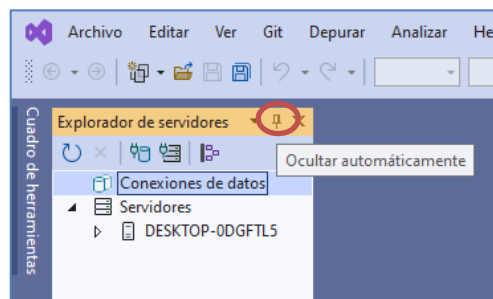 Archivo Editar Ver Git Depurar Analizar He
Cuadro de herramientas
Explorador de servidores
Ocultar automáticamente
Conexiones de datos
Servidores
DESKTOP-0DGFTL5